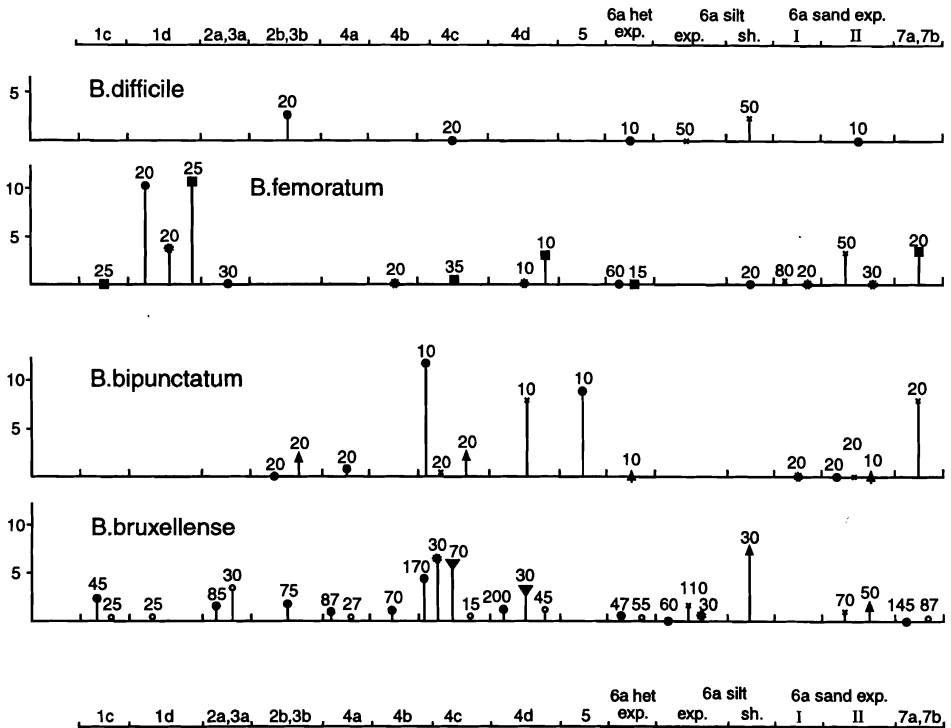 6a het 6a silt 6a sand exp.
1c 1d 2a,3a 2b,3b 4a 4b 4c 4d 5 exp. exp. sh. I II 7a,7b
B.difficile
5
20 20 10 50 50 10
B.femoratum
10
5
25 20 20 25 30 20 35 10 10 60 15 20 80 20 50 30 20
B.bipunctatum
10
5
20 20 20 10 20 20 10 10 10 20 20 20 10 20
B.bruxellense
10
5
45 25 25 85 30 75 87 27 70 170 30 70 15 200 30 45 47 55 60 110 30 30 70 50 145 87
6a het 6a silt 6a sand exp.
1c 1d 2a,3a 2b,3b 4a 4b 4c 4d 5 exp. exp. sh. I II 7a,7b